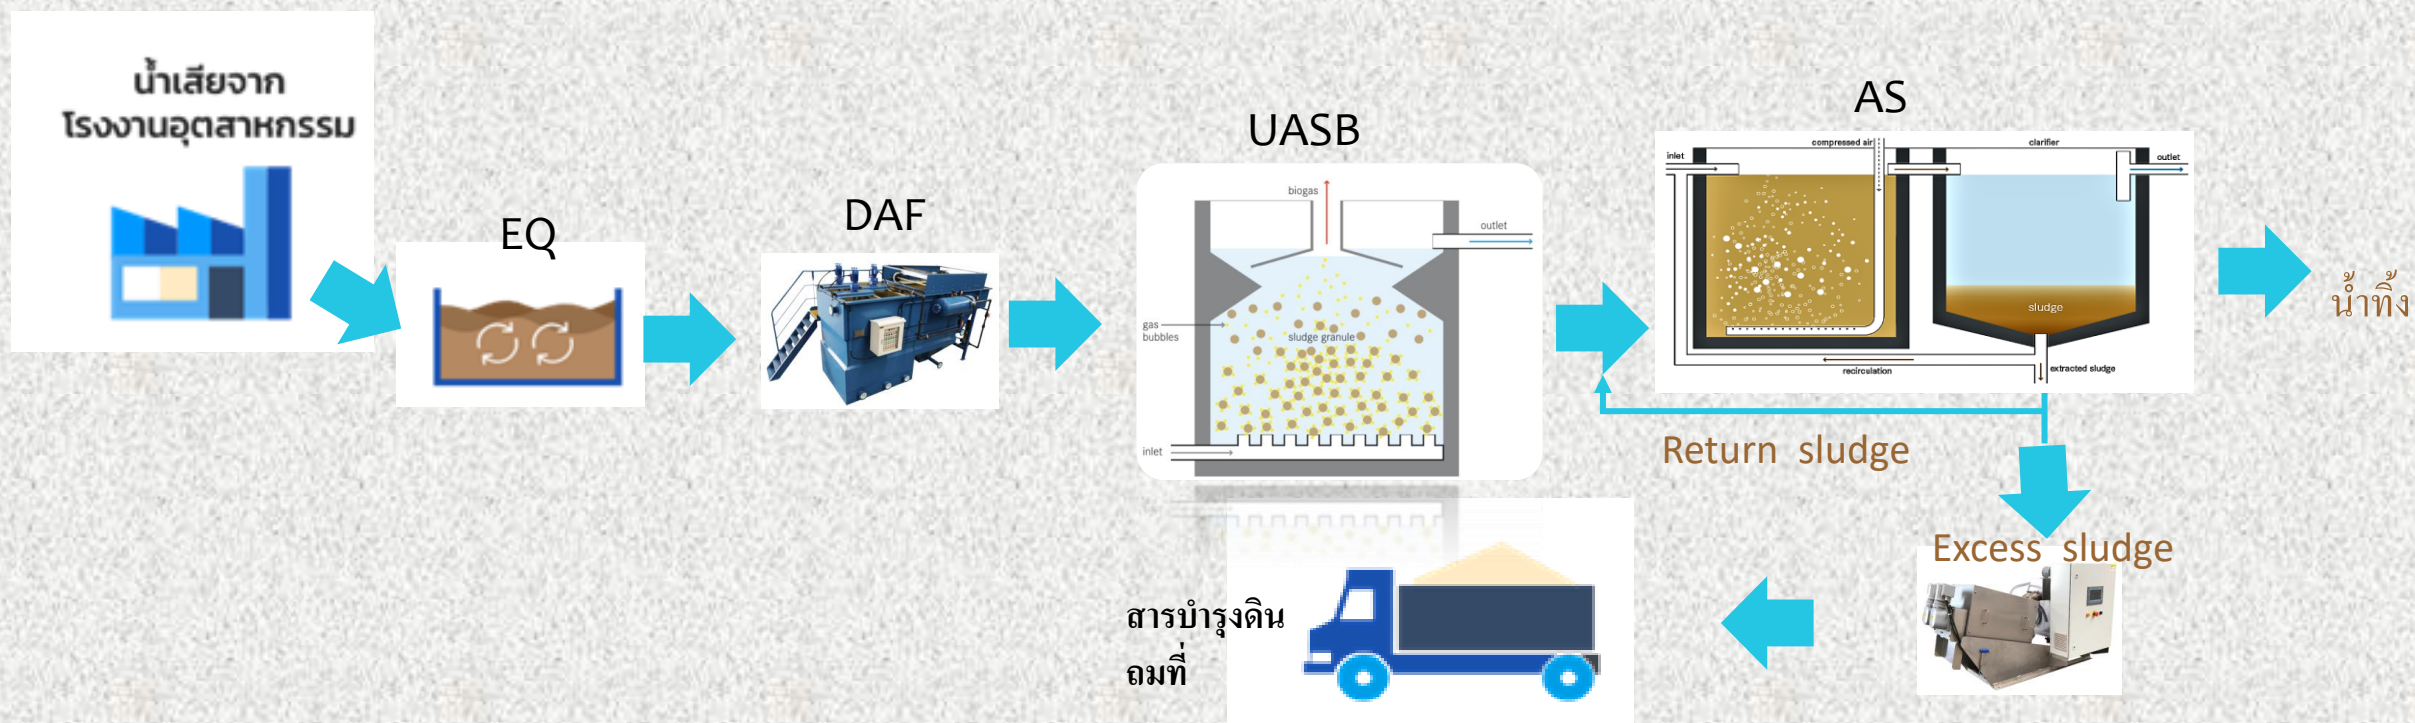 น้ำเสียจาก
โรงงานอุตสาหกรรม
EQ
DAF
UASB
biogas
outlet
gas
bubbles
sludge granule
inlet
AS
inlet
compressed air
clarifier
outlet
sludge
recirculation
extracted sludge
น้ำทิ้ง
Return sludge
Excess sludge
สารบำรุงดิน
ถมที่